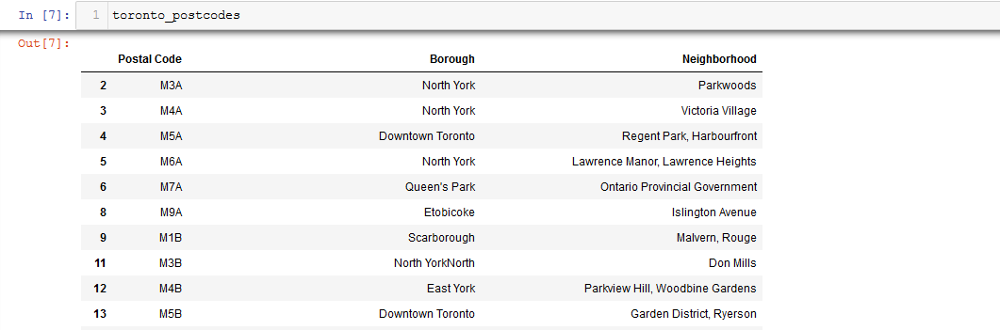 In [7]: 1 toronto_postcodes
Out[7]:
Postal Code Borough Neighborhood
2 M3A North York Parkwoods
3 M4A North York Victoria Village
4 M5A Downtown Toronto Regent Park, Harbourfront
5 M6A North York Lawrence Manor, Lawrence Heights
6 M7A Queen's Park Ontario Provincial Government
8 M9A Etobicoke Islington Avenue
9 M1B Scarborough Malvern, Rouge
11 M3B North YorkNorth Don Mills
12 M4B East York Parkview Hill, Woodbine Gardens
13 M5B Downtown Toronto Garden District, Ryerson